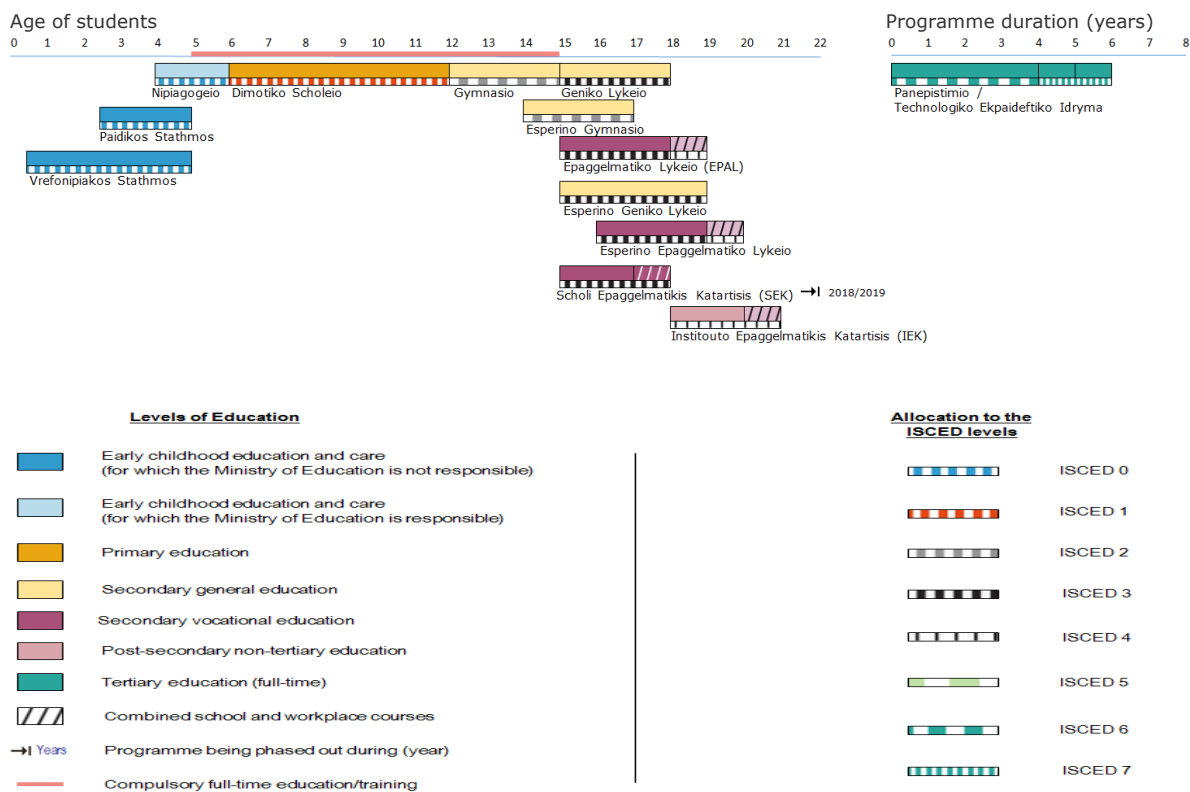 Age of students
Programme duration (years)
0 1 2 3 4 5 6 7 8 9 10 11 12 13 14 15 16 17 18 19 20 21 22
0 1 2 3 4 5 6 7 8
Nipiagogeio
Dimotiko Scholeio
Gymnasio
Geniko Lykeio
Panepistimio /
Technologiko Ekpaideftiko Idryma
Paidikos Stathmos
Esperino Gymnasio
Vrefonipiakos Stathmos
Epaggelmatiko Lykeio (EPAL)
Esperino Geniko Lykeio
Esperino Epaggelmatiko Lykeio
Scholi Epaggelmatikis Katartisis (SEK)
2018/2019
Institouto Epaggelmatikis Katartisis (IEK)
Levels of Education
Early childhood education and care
(for which the Ministry of Education is not responsible)
Early childhood education and care
(for which the Ministry of Education is responsible)
Primary education
Secondary general education
Secondary vocational education
Post-secondary non-tertiary education
Tertiary education (full-time)
Combined school and workplace courses
Years
Programme being phased out during (year)
Compulsory full-time education/training
Allocation to the
ISCED levels
ISCED 0
ISCED 1
ISCED 2
ISCED 3
ISCED 4
ISCED 5
ISCED 6
ISCED 7